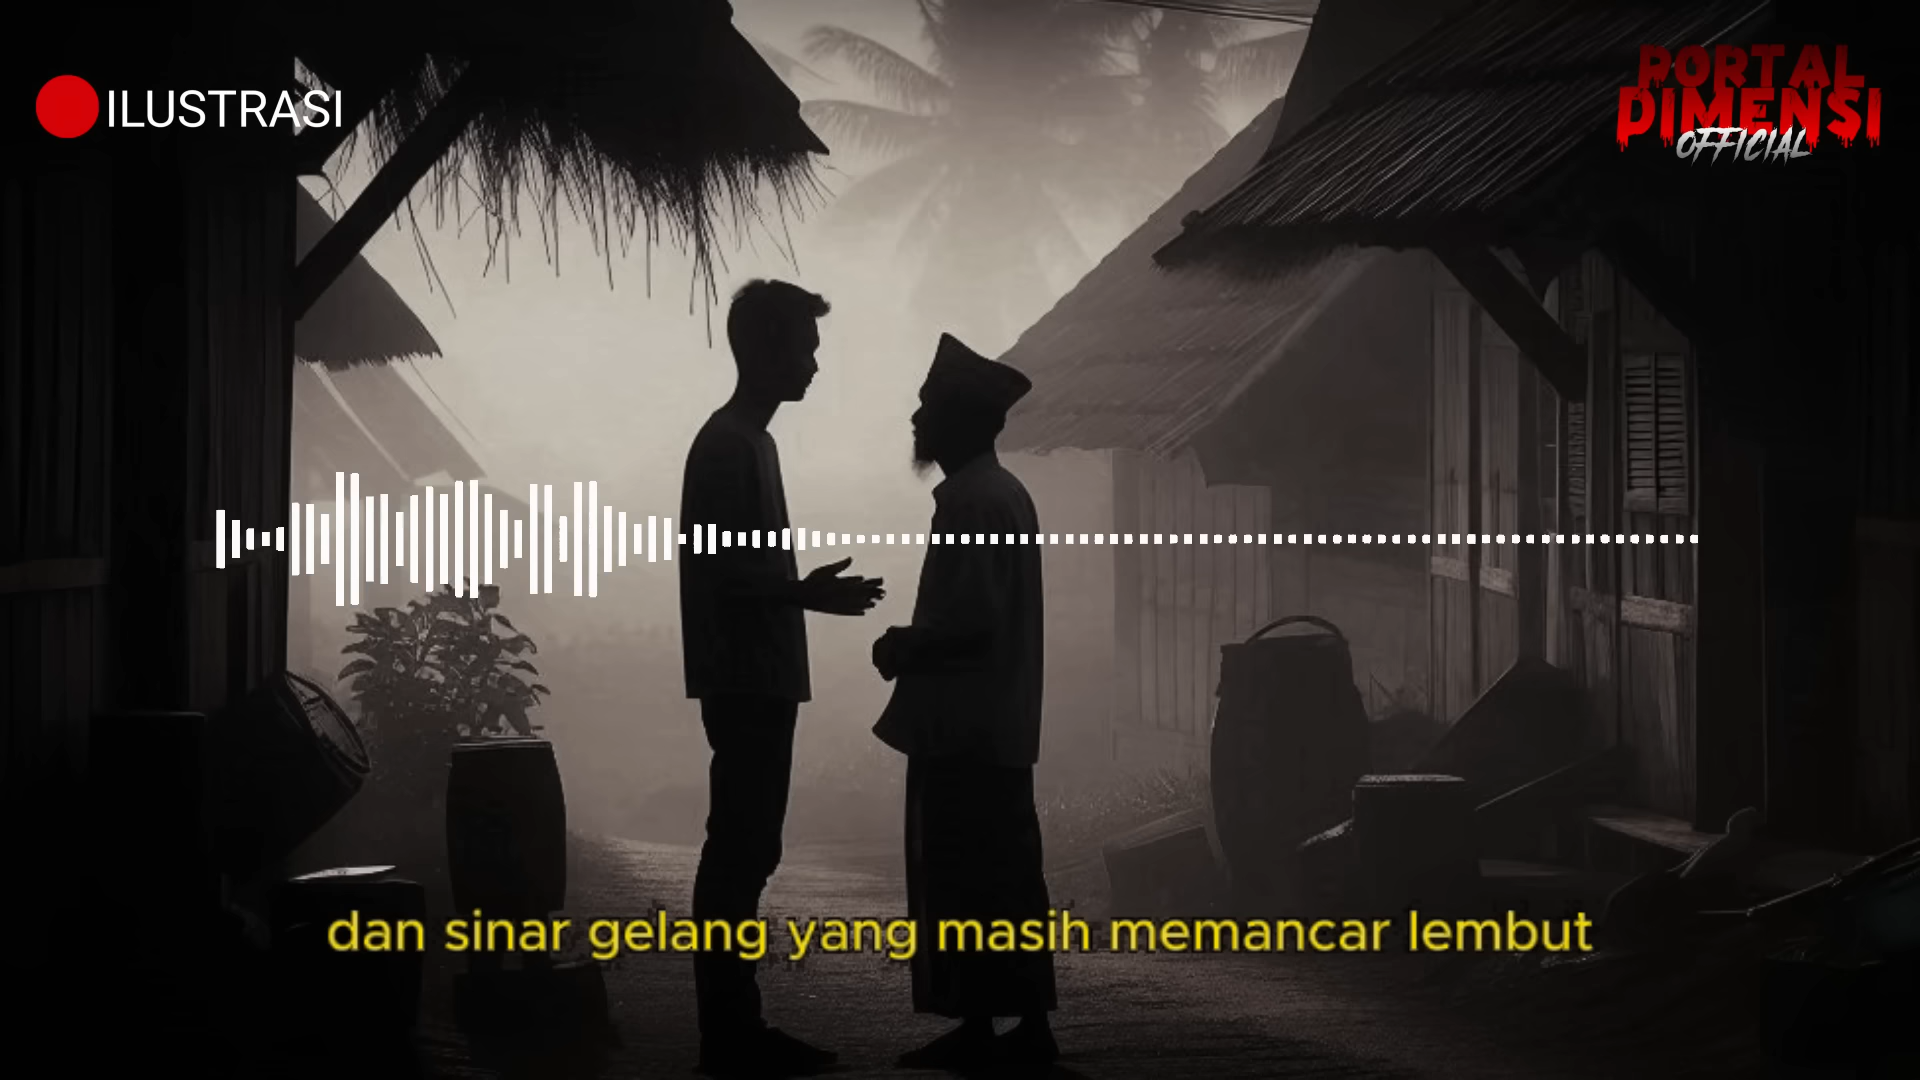 ILUSTRASI
PORTAL
DIMENSI
OFFICIAL
dan sinar gelang yang masih memancar lembut